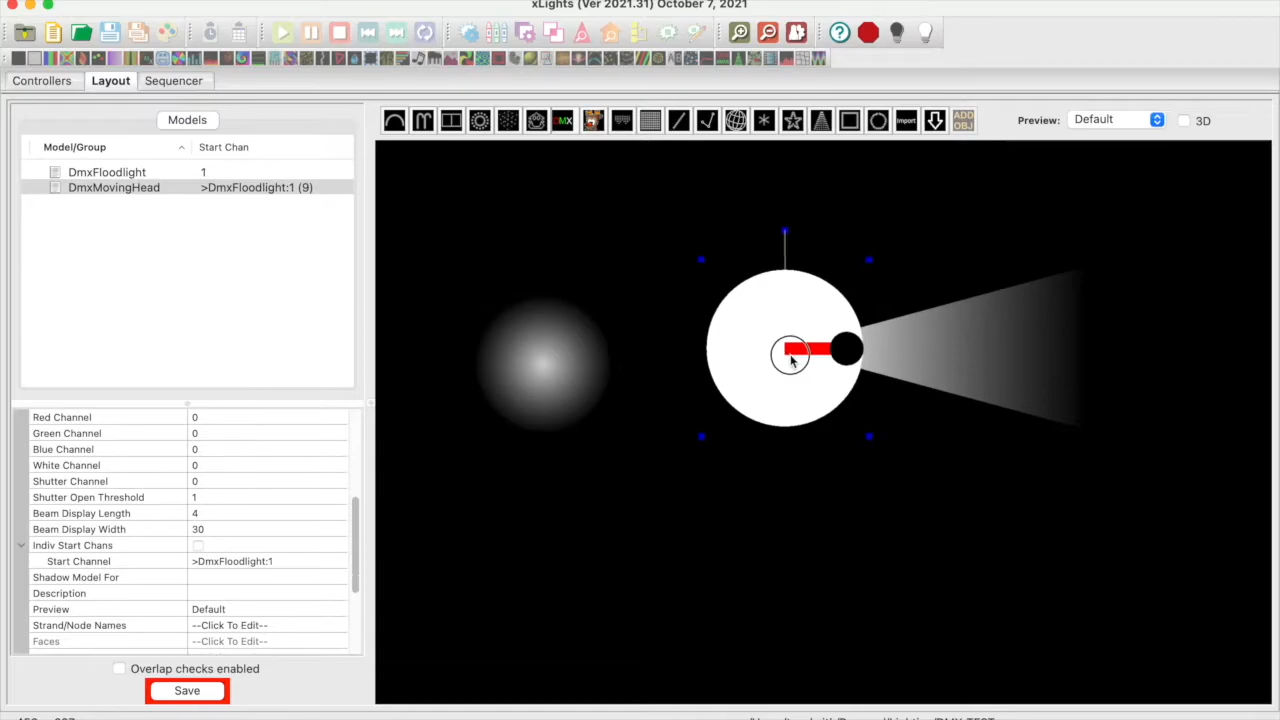 xLights (Ver 2021.31) October 7, 2021
Controllers Layout Sequencer
Models
DMX
Import
ADD
OBJ
Preview: Default 3D
Model/Group Start Chan
DmxFloodlight 1
DmxMovingHead >DmxFloodlight:1 (9)
Red Channel 0
Green Channel 0
Blue Channel 0
White Channel 0
Shutter Channel 0
Shutter Open Threshold 1
Beam Display Length 4
Beam Display Width 30
Indiv Start Chans
Start Channel >DmxFloodlight:1
Shadow Model For
Description
Preview Default
Strand/Node Names --Click To Edit--
Faces --Click To Edit--
Overlap checks enabled
Save